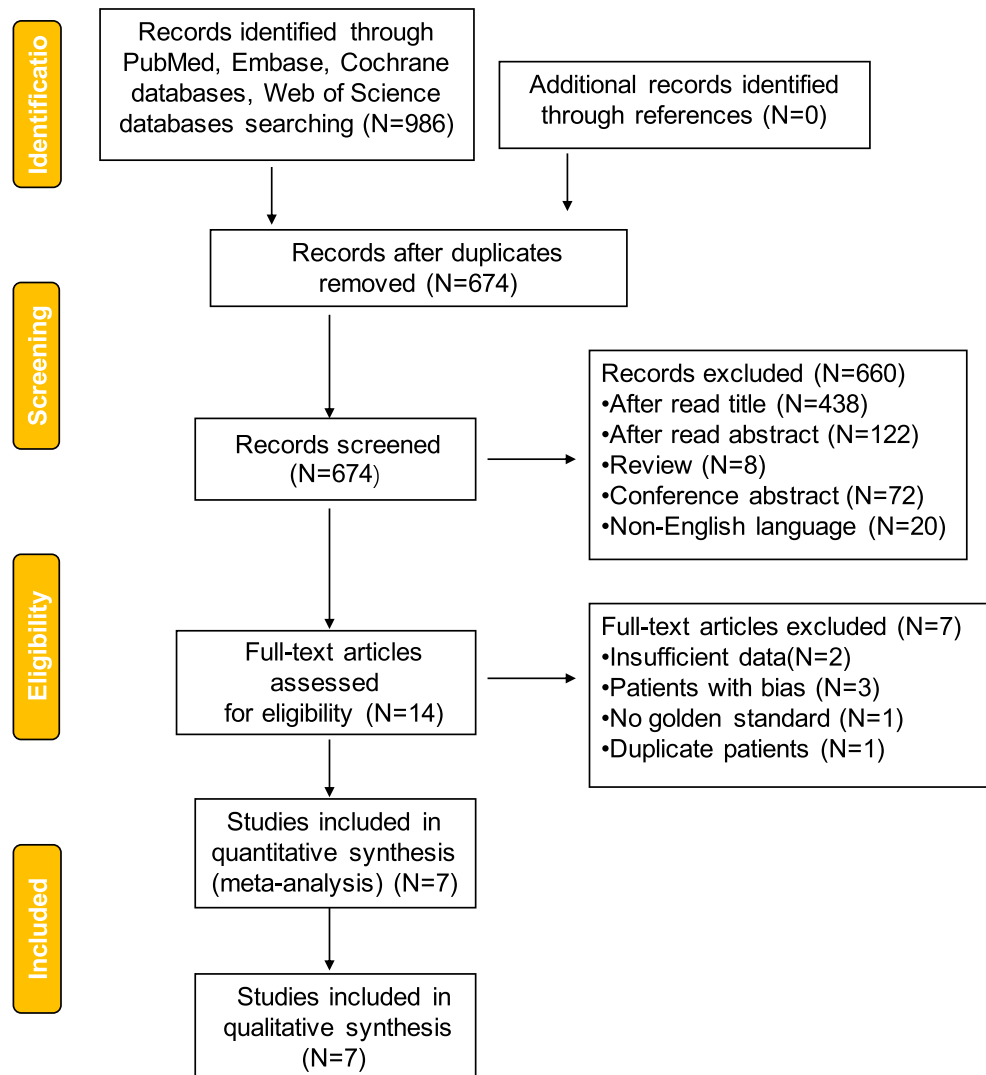 Identificatio
Records identified through
PubMed, Embase, Cochrane
databases, Web of Science
databases searching (N=986)
Additional records identified
through references (N=0)
Records after duplicates
removed (N=674)
Screening
Records screened
(N=674)
Records excluded (N=660)
•After read title (N=438)
•After read abstract (N=122)
•Review (N=8)
•Conference abstract (N=72)
•Non-English language (N=20)
Eligibility
Full-text articles
assessed
for eligibility (N=14)
Full-text articles excluded (N=7)
•Insufficient data(N=2)
•Patients with bias (N=3)
•No golden standard (N=1)
•Duplicate patients (N=1)
Included
Studies included in
quantitative synthesis
(meta-analysis) (N=7)
Studies included in
qualitative synthesis
(N=7)